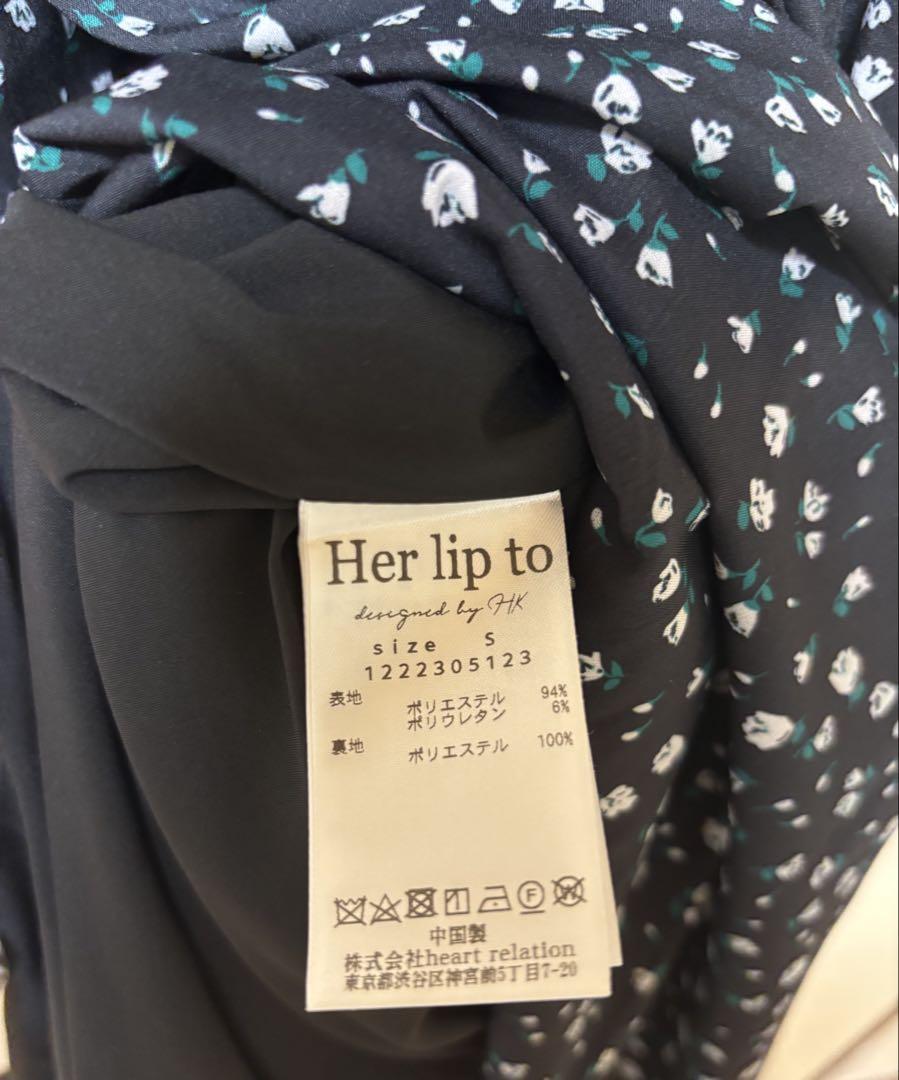 Her lip to
designed by HK
size S
1222305123
表地 ポリエステル 94%
ポリウレタン 6%
裏地 ポリエステル 100%
F W
中国製
株式会社heart relation
東京都渋谷区神宮前5丁目7-20